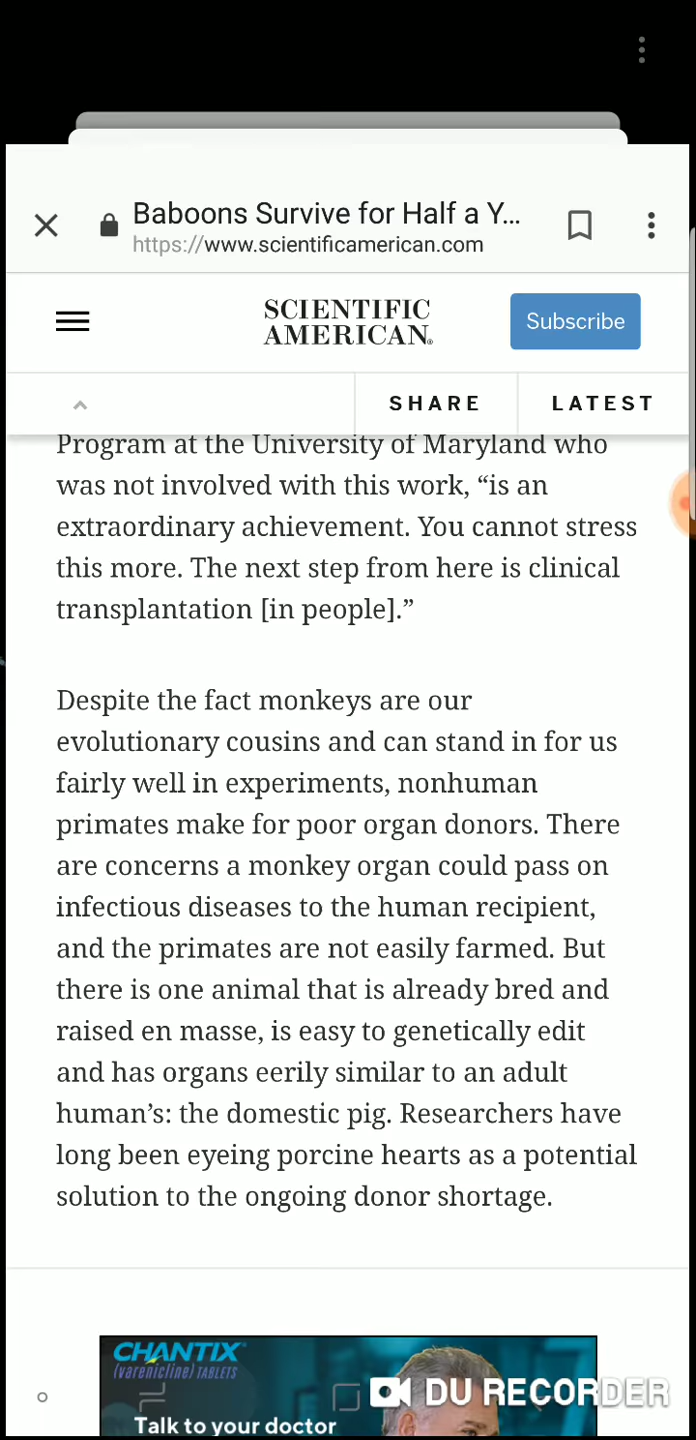 Baboons Survive for Half a Y...
https://www.scientificamerican.com
SCIENTIFIC
AMERICAN
Subscribe
SHARE
LATEST
Program at the University of Maryland who
was not involved with this work, “is an
extraordinary achievement. You cannot stress
this more. The next step from here is clinical
transplantation [in people].”
Despite the fact monkeys are our
evolutionary cousins and can stand in for us
fairly well in experiments, nonhuman
primates make for poor organ donors. There
are concerns a monkey organ could pass on
infectious diseases to the human recipient,
and the primates are not easily farmed. But
there is one animal that is already bred and
raised en masse, is easy to genetically edit
and has organs eerily similar to an adult
human’s: the domestic pig. Researchers have
long been eyeing porcine hearts as a potential
solution to the ongoing donor shortage.
CHANTIX
(varenicline) TABLETS
DU RECORDER
Talk to your doctor